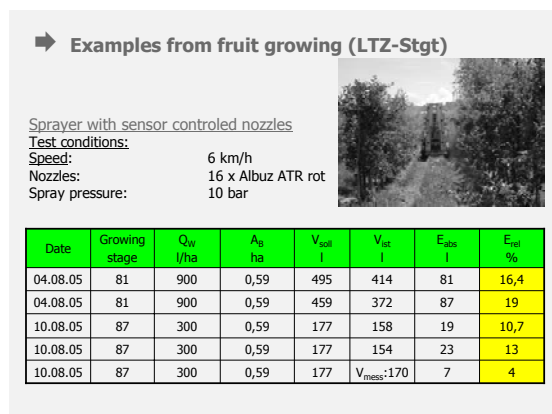 Examples from fruit growing (LTZ-Stgt)
Sprayer with sensor controled nozzles
Test conditions:
Speed: 6 km/h
Nozzles: 16 x Albuz ATR rot
Spray pressure: 10 bar
Date Growing stage QW l/ha AB ha Vsoll l Vist l Eabs l Erel %
04.08.05 81 900 0,59 495 414 81 16,4
04.08.05 81 900 0,59 459 372 87 19
10.08.05 87 300 0,59 177 158 19 10,7
10.08.05 87 300 0,59 177 154 23 13
10.08.05 87 300 0,59 177 Vmess:170 7 4